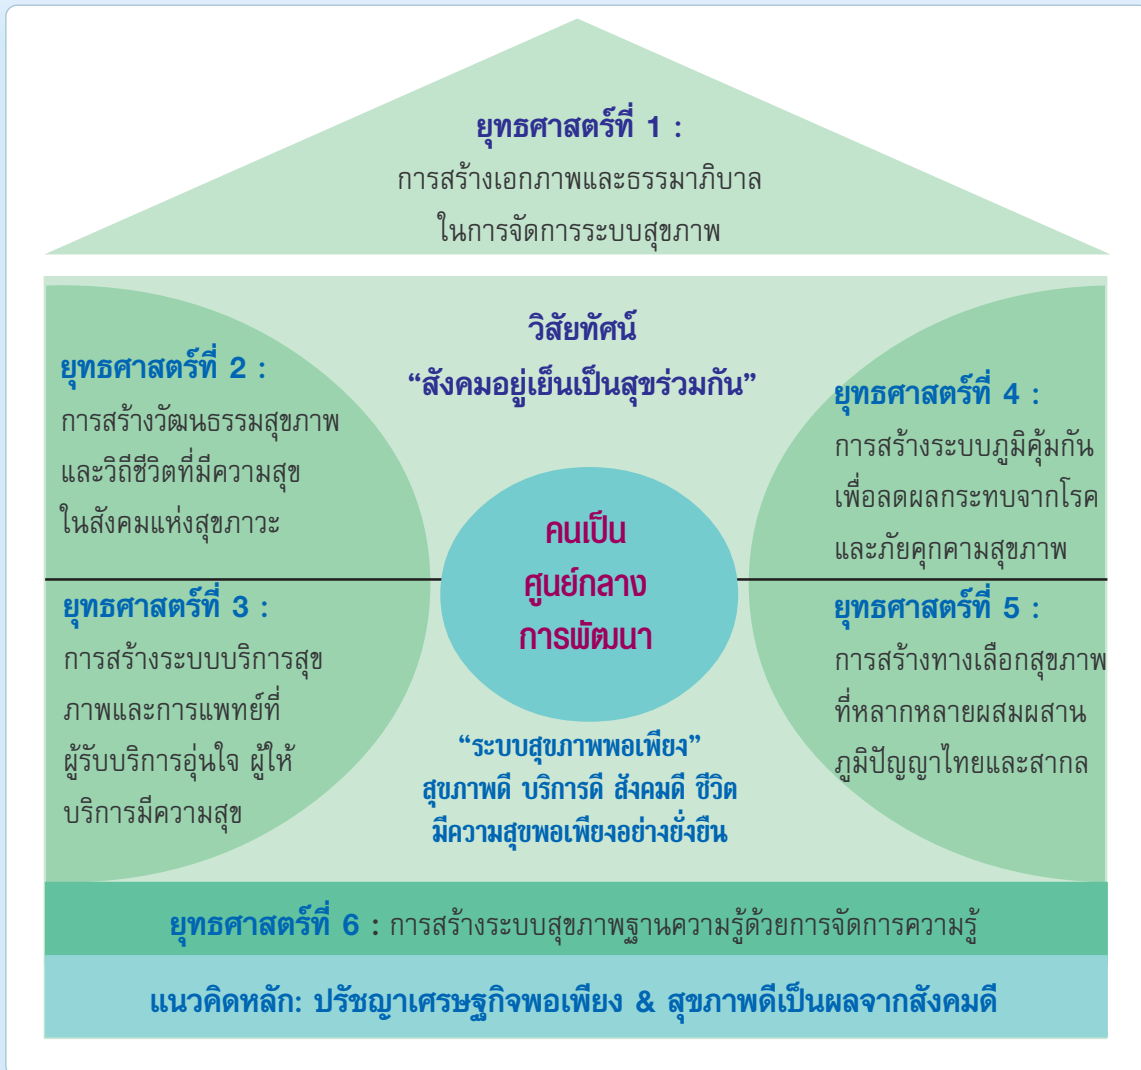 ยุทธศาสตร์ที่ 1 :
การสร้างเอกภาพและธรรมาภิบาล
ในการจัดการระบบสุขภาพ
วิสัยทัศน์
“สังคมอยู่เย็นเป็นสุขร่วมกัน”
ยุทธศาสตร์ที่ 2 :
การสร้างวัฒนธรรมสุขภาพ
และวิถีชีวิตที่มีความสุข
ในสังคมแห่งสุขภาวะ
ยุทธศาสตร์ที่ 3 :
การสร้างระบบบริการสุข
ภาพและการแพทย์ที่
ผู้รับบริการอุ่นใจ ผู้ให้
บริการมีความสุข
คนเป็น
ศูนย์กลาง
การพัฒนา
“ระบบสุขภาพพอเพียง”
สุขภาพดี บริการดี สังคมดี ชีวิต
มีความสุขพอเพียงอย่างยั่งยืน
ยุทธศาสตร์ที่ 4 :
การสร้างระบบภูมิคุ้มกัน
เพื่อลดผลกระทบจากโรค
และภัยคุกคามสุขภาพ
ยุทธศาสตร์ที่ 5 :
การสร้างทางเลือกสุขภาพ
ที่หลากหลายผสมผสาน
ภูมิปัญญาไทยและสากล
ยุทธศาสตร์ที่ 6 : การสร้างระบบสุขภาพฐานความรู้ด้วยการจัดการความรู้
แนวคิดหลัก: ปรัชญาเศรษฐกิจพอเพียง & สุขภาพดีเป็นผลจากสังคมดี